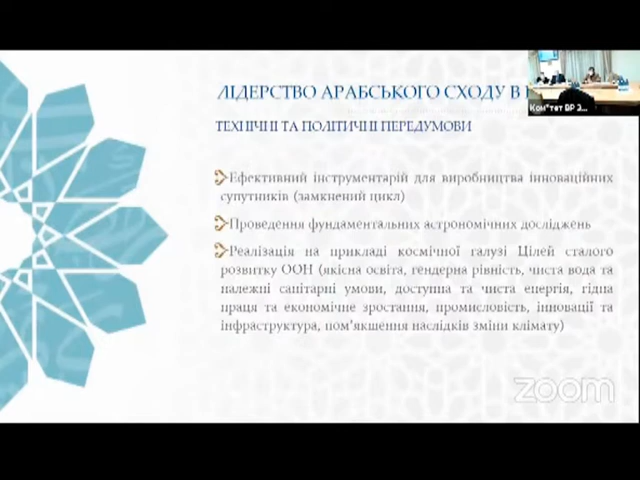 ЛІДЕРСТВО АРАБСЬКОГО СХОДУ В
Ком*тет ВР З...
ТЕХНІЧНІ ТА ПОЛІТИЧНІ ПЕРЕДУМОВИ
Ефективний інструментарій для виробництва інноваційних
супутників (замкнений цикл)
Проведення фундаментальних астрономічних досліджень
Реалізація на прикладі космічної галузі Цілей сталого
розвитку ООН (якісна освіта, гендерна рівність, чиста вода та
належні санітарні умови, доступна та чиста енергія, гідна
праця та економічне зростання, промисловість, інновації та
інфраструктура, пом'якшення наслідків зміни клімату)
zoom